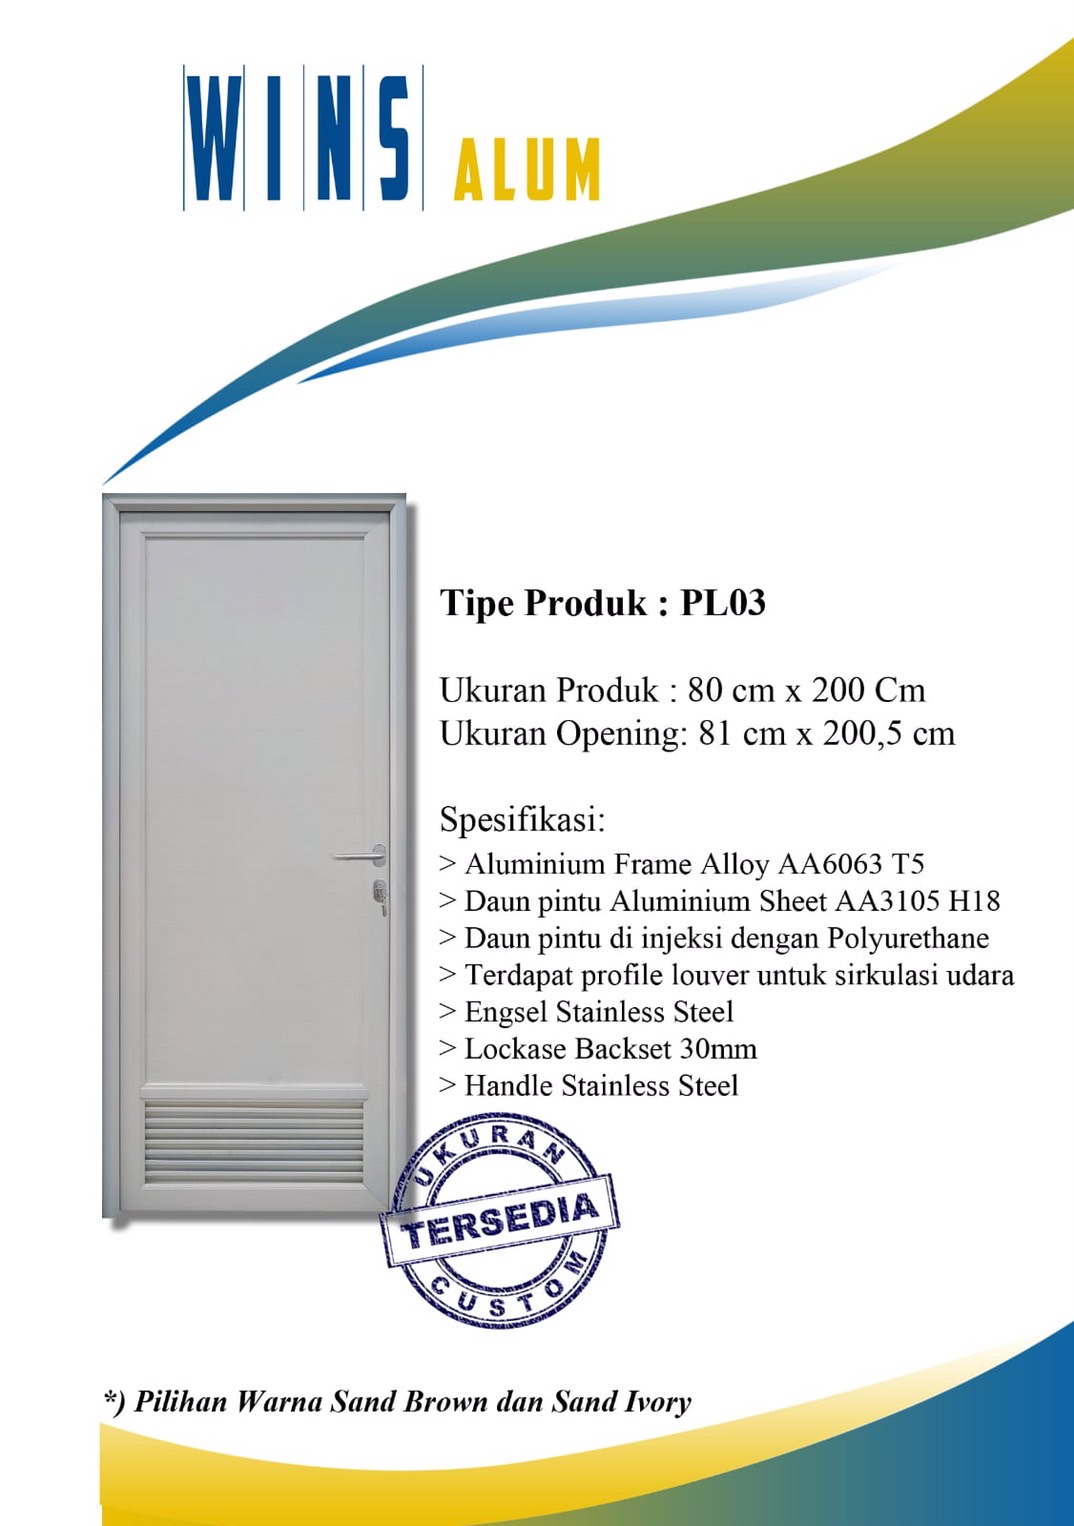 WINS ALUM
Tipe Produk : PL03
Ukuran Produk : 80 cm x 200 Cm
Ukuran Opening: 81 cm x 200,5 cm
Spesifikasi:
> Aluminium Frame Alloy AA6063 T5
> Daun pintu Aluminium Sheet AA3105 H18
> Daun pintu di injeksi dengan Polyurethane
> Terdapat profile louver untuk sirkulasi udara
> Engsel Stainless Steel
> Lockase Backset 30mm
> Handle Stainless Steel
UKURAN
TERSEDIA
CUSTOM
*) Pilihan Warna Sand Brown dan Sand Ivory